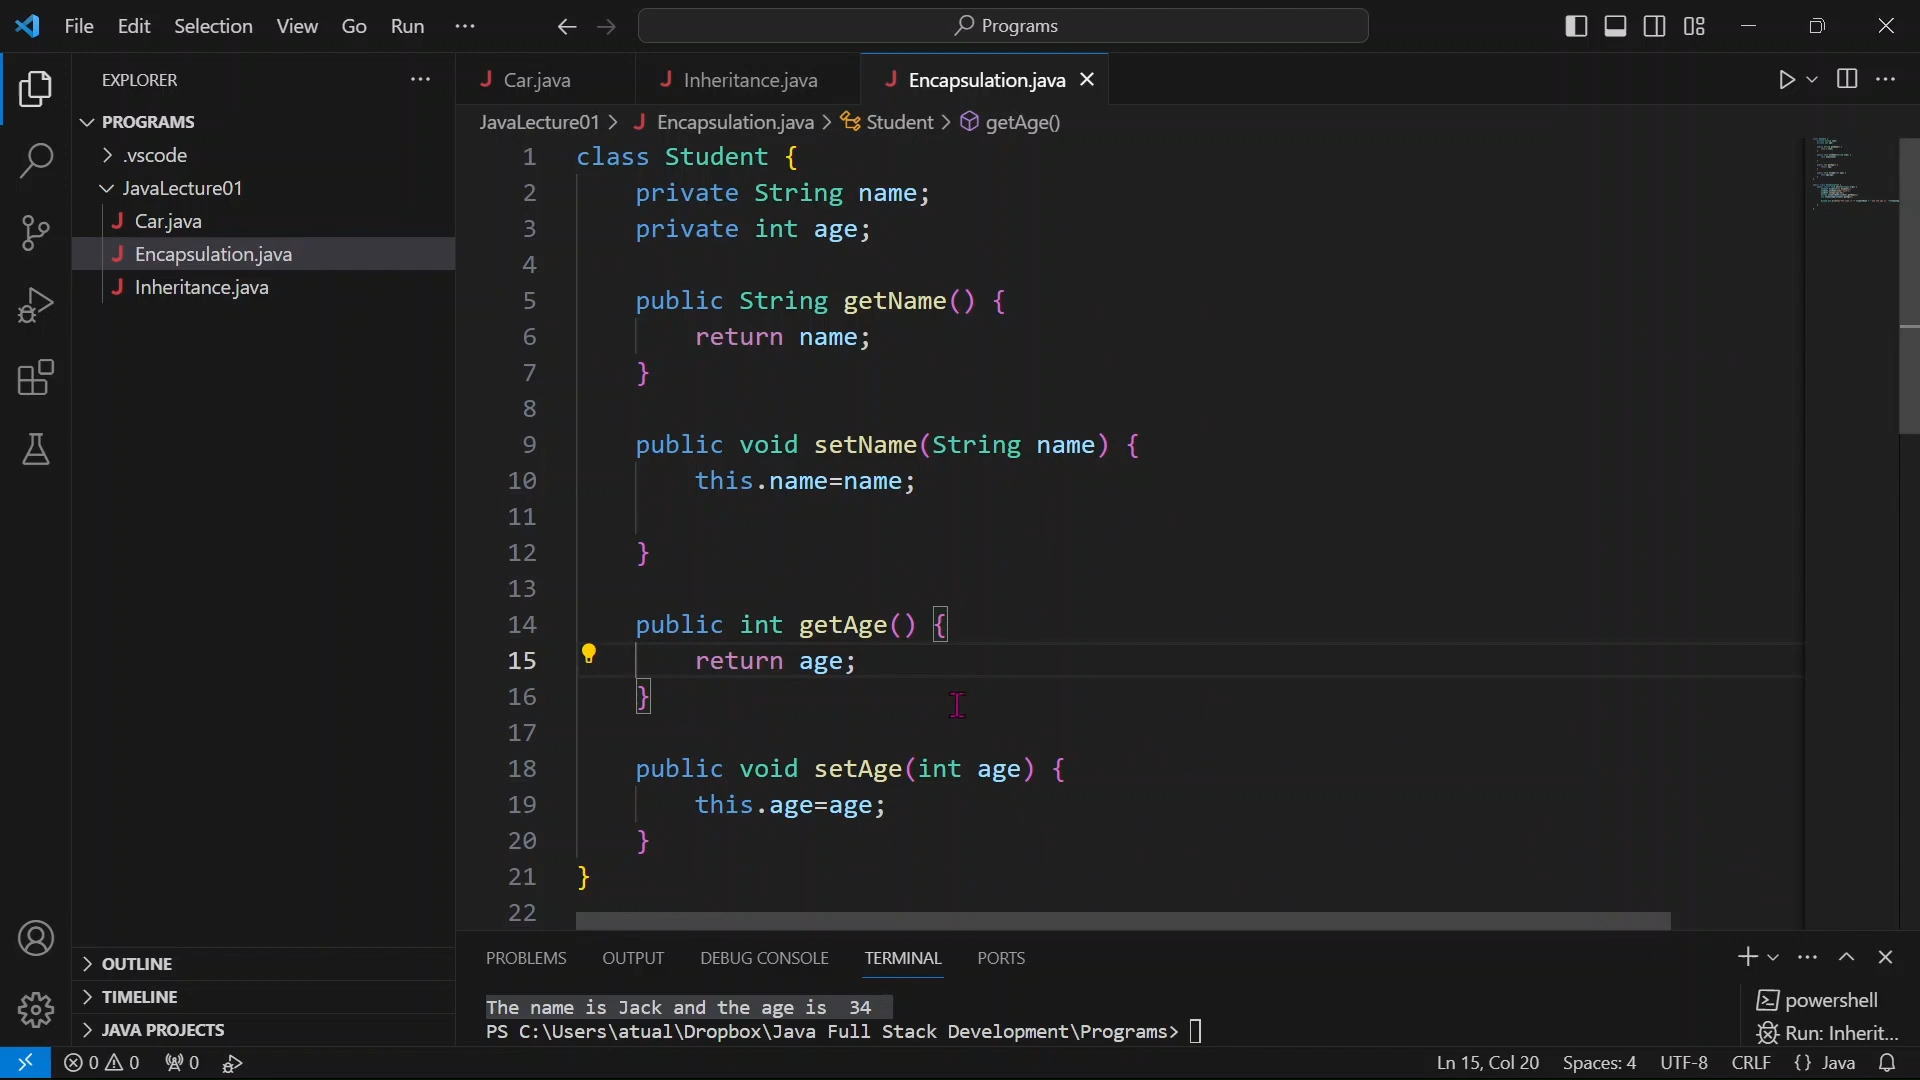 File Edit Selection View Go Run ... Programs
EXPLORER ...
PROGRAMS
.vscode
JavaLecture01
J Car.java
J Encapsulation.java
J Inheritance.java
J Car.java J Inheritance.java J Encapsulation.java
JavaLecture01 > J Encapsulation.java > Student > getAge()
1 class Student {
2 private String name;
3 private int age;
4
5 public String getName() {
6 return name;
7 }
8
9 public void setName(String name) {
10 this.name=name;
11
12 }
13
14 public int getAge() {
15 return age;
16 }
17
18 public void setAge(int age) {
19 this.age=age;
20 }
21 }
22
OUTLINE
TIMELINE
JAVA PROJECTS
PROBLEMS OUTPUT DEBUG CONSOLE TERMINAL PORTS
The name is Jack and the age is 34
PS C:\Users\atual\Dropbox\Java Full Stack Development\Programs>
powershell
Run: Inherit...
0 0 0 Ln 15, Col 20 Spaces: 4 UTF-8 CRLF {} Java